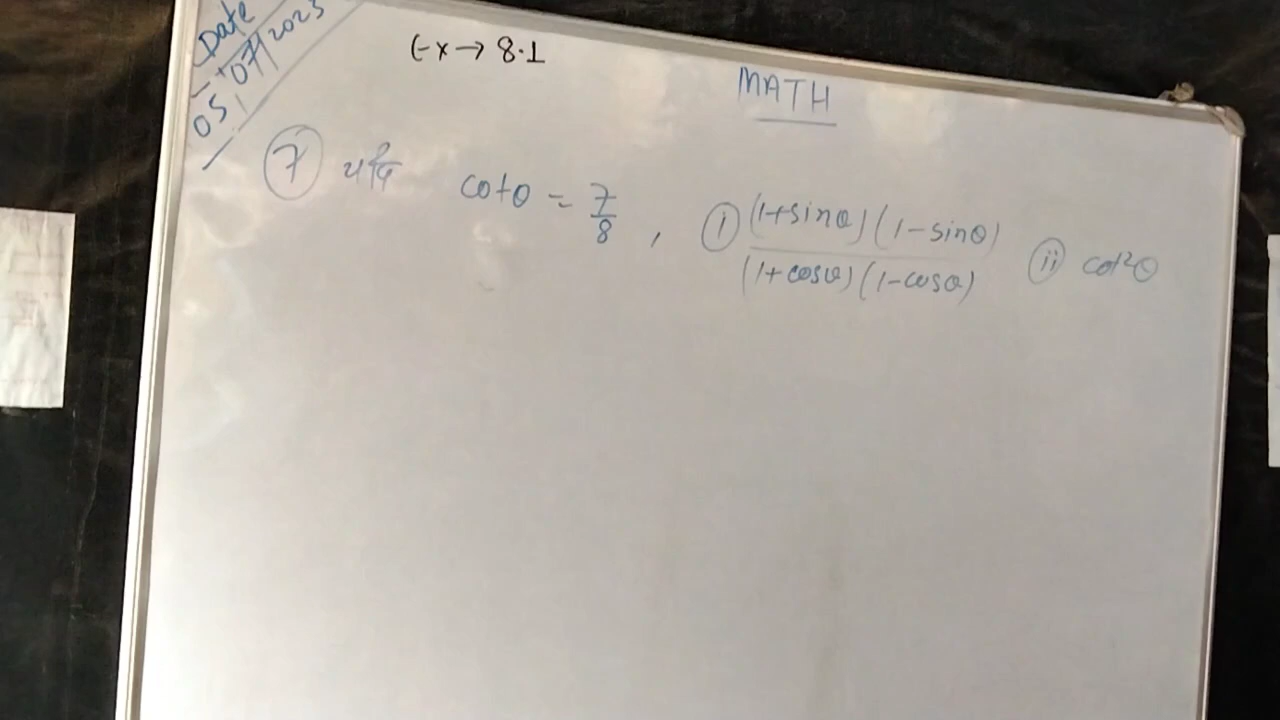 Date
05/07/2023
Ex → 8.1
MATH
7 यदि cotθ = 7/8 , i (1+sinθ)(1-sinθ)/(1+cosθ)(1-cosθ) ii cot²θ